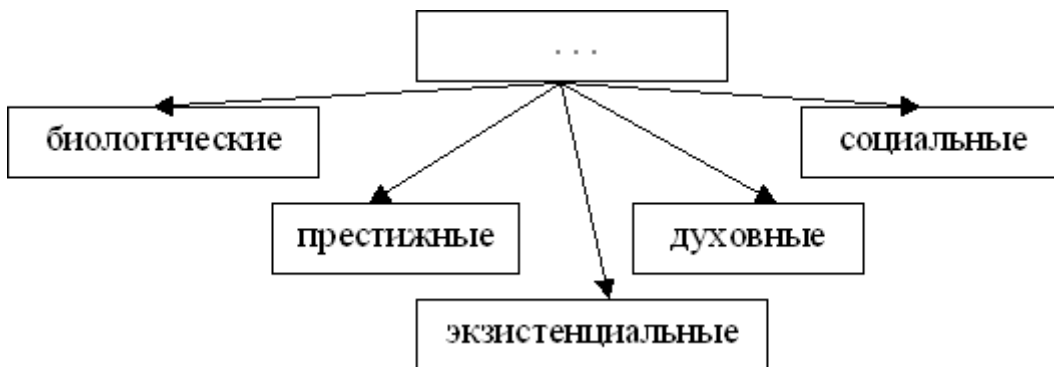 ...
биологические
социальные
престижные
духовные
экзистенциальные